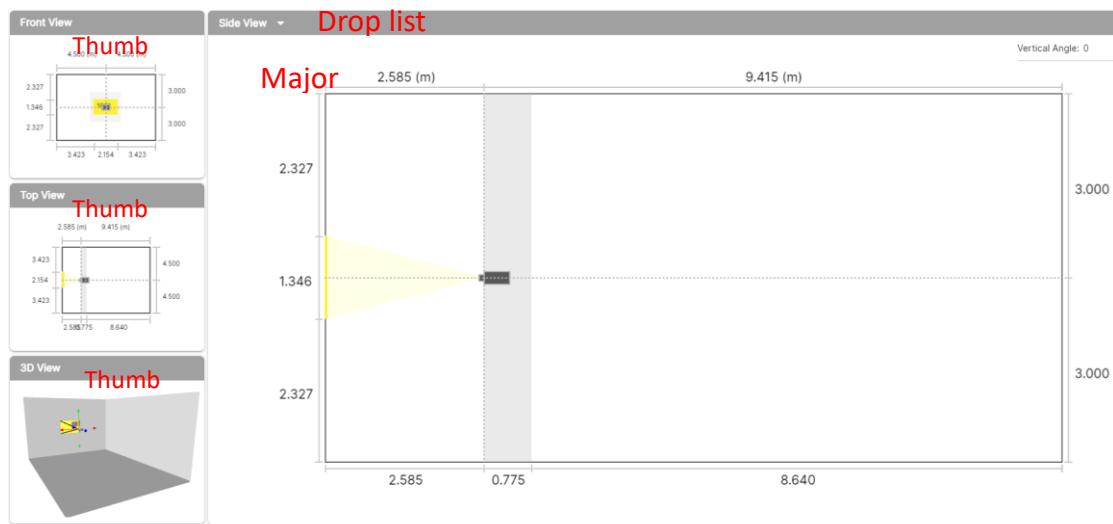 Front View
Thumb
4.500 (m) 4.500 (m)
2.327
1.346
2.327
3.000
3.000
3.423 2.154 3.423
Top View
Thumb
2.585 (m) 9.415 (m)
3.423
2.154
3.423
4.500
4.500
2.585 0.775 8.640
3D View
Thumb
Side View Drop list
Vertical Angle: 0
Major
2.585 (m) 9.415 (m)
2.327
1.346
2.327
3.000
3.000
2.585 0.775 8.640